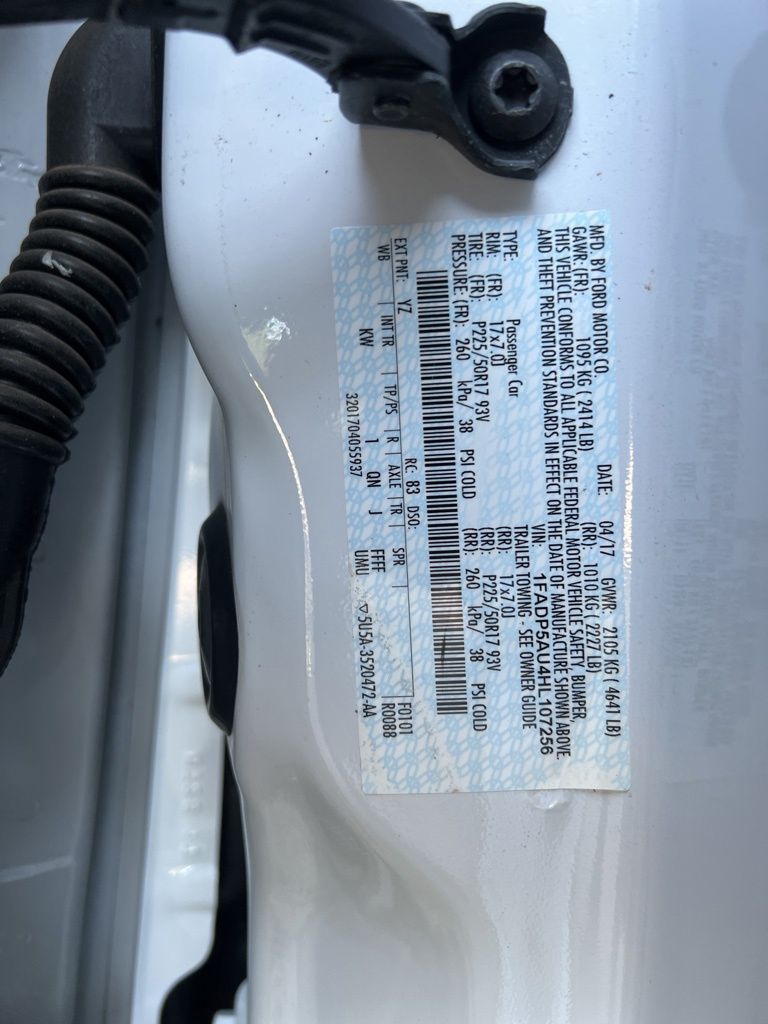 MFD. BY FORD MOTOR CO.
DATE: 04/17 GVWR: 2105 KG ( 4641 LB)
GAWR: (FR): 1095 KG ( 2414 LB) (RR): 1010 KG ( 2227 LB)
THIS VEHICLE CONFORMS TO ALL APPLICABLE FEDERAL MOTOR VEHICLE SAFETY, BUMPER,
AND THEFT PREVENTION STANDARDS IN EFFECT ON THE DATE OF MANUFACTURE SHOWN ABOVE.
VIN: 1FADP5AU4HL107256
TYPE: Passenger Car TRAILER TOWING - SEE OWNER GUIDE
RIM: (FR): 17x7.0J (RR): 17x7.0J
TIRE: (FR): P225/50R17 93V (RR): P225/50R17 93V
PRESSURE: (FR): 260 kPa/ 38 PSI COLD (RR): 260 kPa/ 38 PSI COLD
EXT PNT: YZ RC: 83 DSO: F0101
WB | INT TR | TP/PS | R | AXLE | TR | SPR | R0088
KW 1 QN J FFFF
UMU
3201704055937 ▽5U5A-3520472-AA